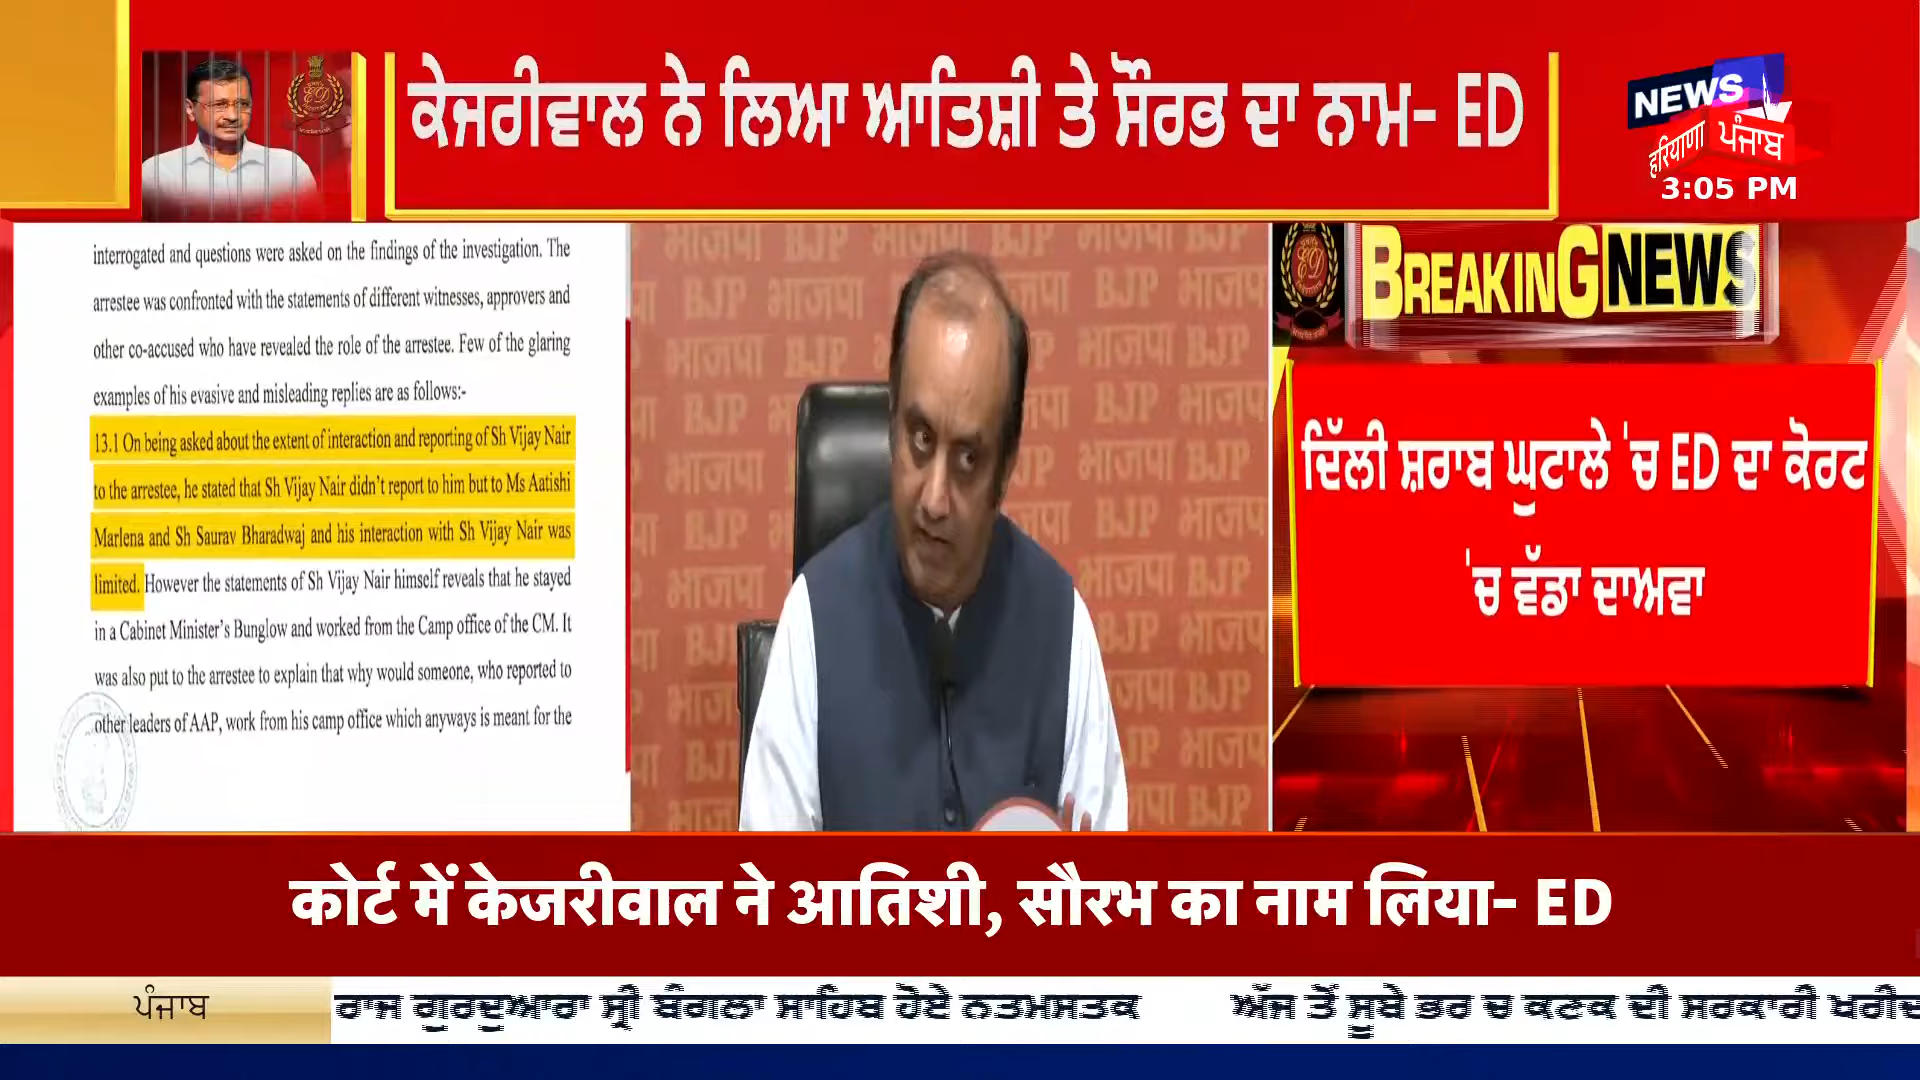 ਕੇਜਰੀਵਾਲ ਨੇ ਲਿਆ ਆਤਿਸ਼ੀ ਤੇ ਸੌਰਭ ਦਾ ਨਾਮ- ED
NEWS
हरियाणा ਪੰਜਾਬ
3:05 PM
interrogated and questions were asked on the findings of the investigation. The
arrestee was confronted with the statements of different witnesses, approvers and
other co-accused who have revealed the role of the arrestee. Few of the glaring
examples of his evasive and misleading replies are as follows:-
13.1 On being asked about the extent of interaction and reporting of Sh Vijay Nair
to the arrestee, he stated that Sh Vijay Nair didn't report to him but to Ms Aatishi
Marlena and Sh Saurav Bharadwaj and his interaction with Sh Vijay Nair was
limited. However the statements of Sh Vijay Nair himself reveals that he stayed
in a Cabinet Minister's Bunglow and worked from the Camp office of the CM. It
was also put to the arrestee to explain that why would someone, who reported to
other leaders of AAP, work from his camp office which anyways is meant for the
भाजपा BJP
BREAKING NEWS
ਦਿੱਲੀ ਸ਼ਰਾਬ ਘੁਟਾਲੇ 'ਚ ED ਦਾ ਕੋਰਟ
'ਚ ਵੱਡਾ ਦਾਅਵਾ
कोर्ट में केजरीवाल ने आतिशी, सौरभ का नाम लिया- ED
ਪੰਜਾਬ
ਰਾਜ ਗੁਰਦੁਆਰਾ ਸ੍ਰੀ ਬੰਗਲਾ ਸਾਹਿਬ ਹੋਏ ਨਤਮਸਤਕ ਅੱਜ ਤੋਂ ਸੂਬੇ ਭਰ ਚ ਕਣਕ ਦੀ ਸਰਕਾਰੀ ਖਰੀਦ